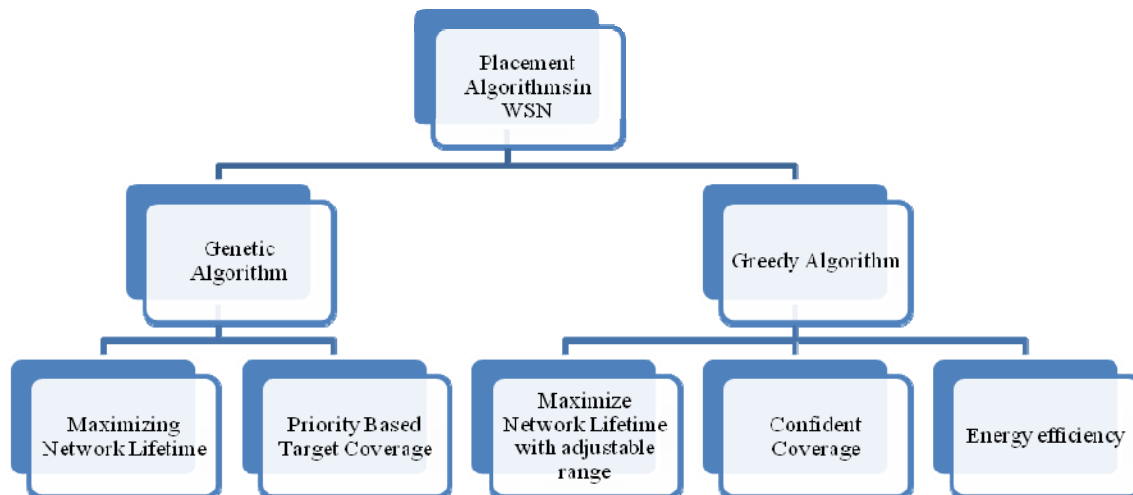 Placement
Algorithmsin
WSN
Genetic
Algorithm
Greedy Algorithm
Maximizing
Network Lifetime
Priority Based
Target Coverage
Maximize
Network Lifetime
with adjustable
range
Confident
Coverage
Energy efficiency